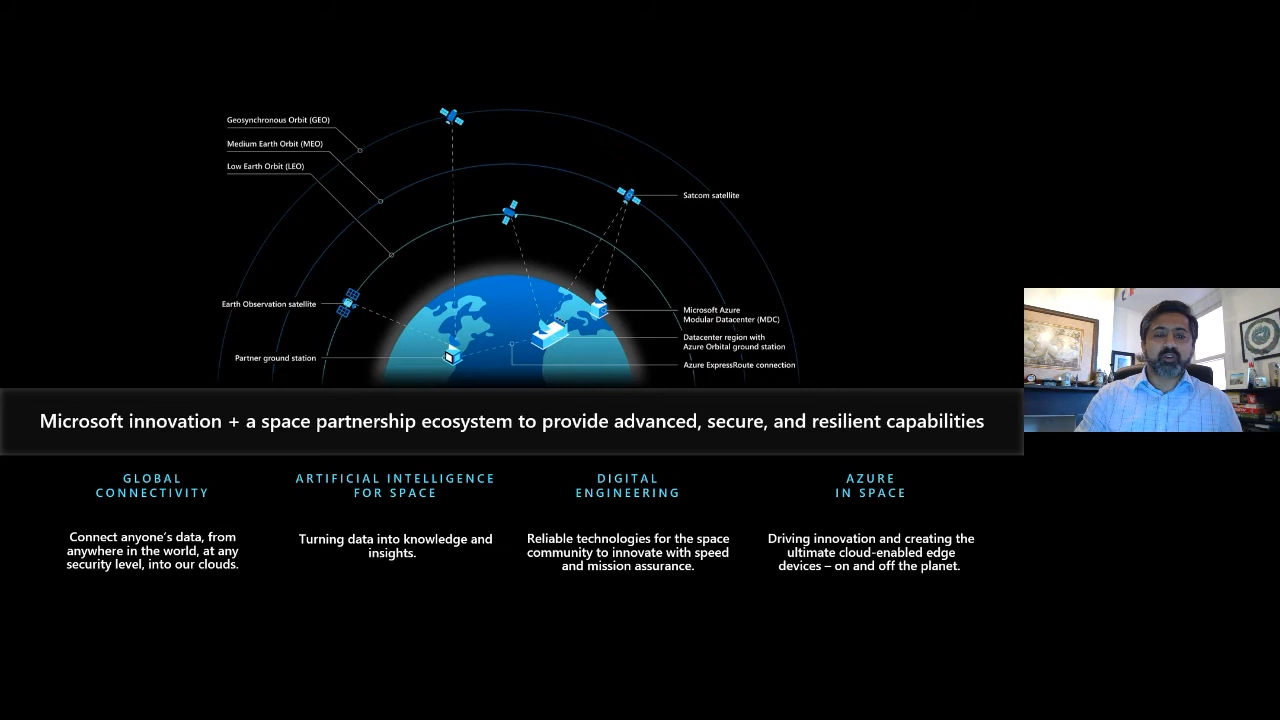 Geosynchronous Orbit (GEO)
Medium Earth Orbit (MEO)
Low Earth Orbit (LEO)
Satcom satellite
Earth Observation satellite
Microsoft Azure
Modular Datacenter (MDC)
Datacenter region with
Azure Orbital ground station
Partner ground station
Azure ExpressRoute connection
Microsoft innovation + a space partnership ecosystem to provide advanced, secure, and resilient capabilities
GLOBAL
CONNECTIVITY
Connect anyone's data, from
anywhere in the world, at any
security level, into our clouds.
ARTIFICIAL INTELLIGENCE
FOR SPACE
Turning data into knowledge and
insights.
DIGITAL
ENGINEERING
Reliable technologies for the space
community to innovate with speed
and mission assurance.
AZURE
IN SPACE
Driving innovation and creating the
ultimate cloud-enabled edge
devices – on and off the planet.